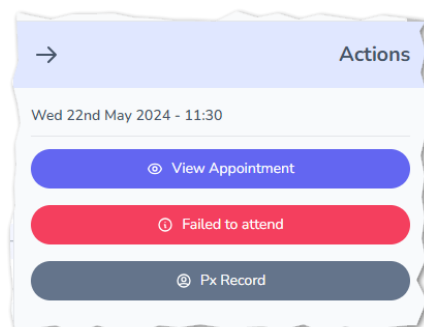 Actions
Wed 22nd May 2024 - 11:30
View Appointment
Failed to attend
Px Record